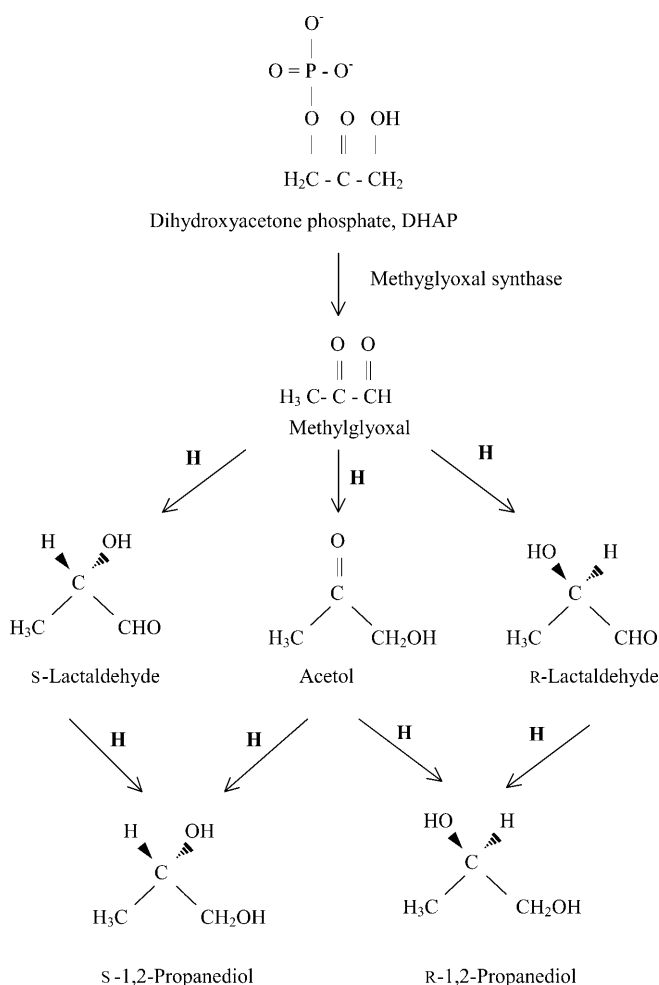 O-
O = P - O-
O O OH
H2C - C - CH2
Dihydroxyacetone phosphate, DHAP
Methyglyoxal synthase
O O
H3 C- C - CH
Methylglyoxal
H H H
H OH
C
H3C CHO
S-Lactaldehyde
O
C
H3C CH2OH
Acetol
HO H
C
H3C CHO
R-Lactaldehyde
H H H H
H OH
C
H3C CH2OH
S-1,2-Propanediol
HO H
C
H3C CH2OH
R-1,2-Propanediol